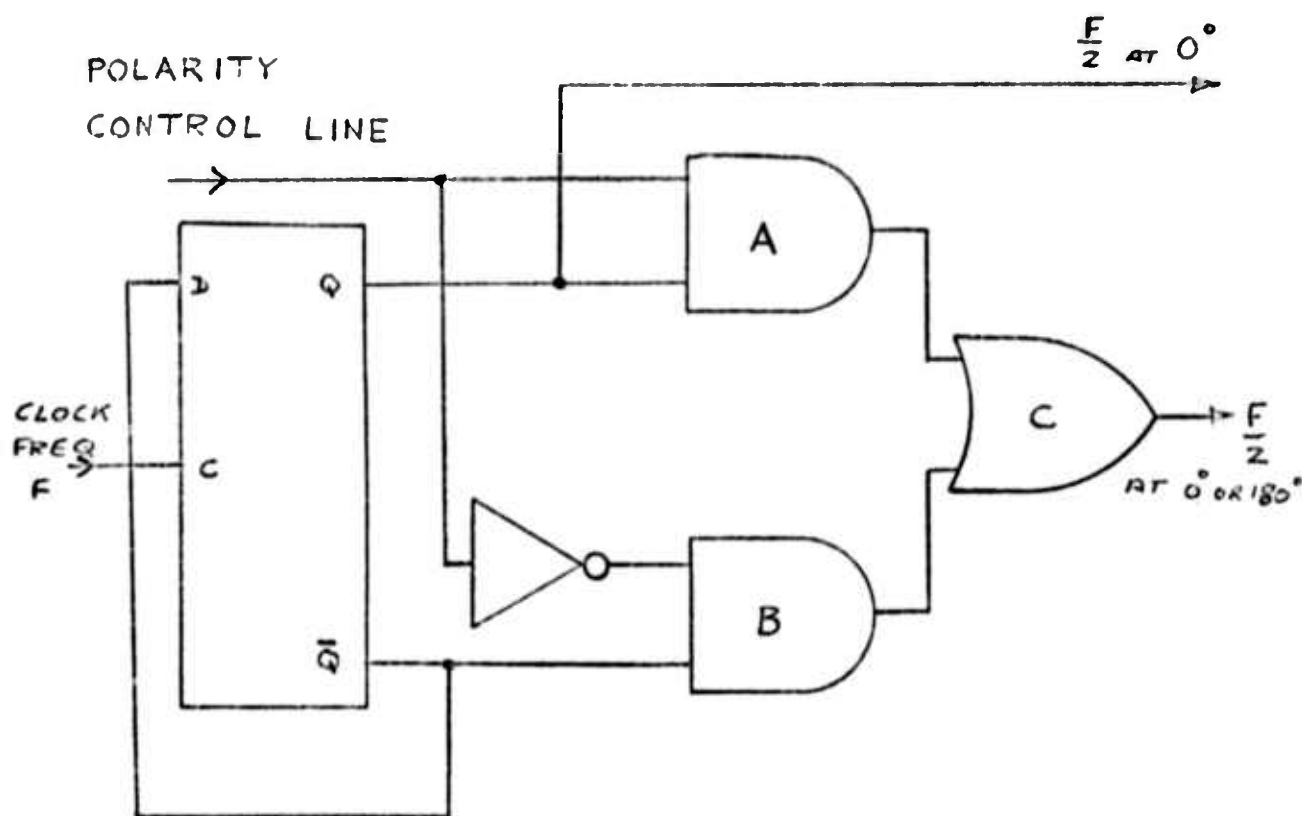 POLARITY
CONTROL LINE
F/2 AT 0°
A
D
Q
CLOCK
FREQ
F
C
C
F/2
AT 0° OR 180°
B
Q̅